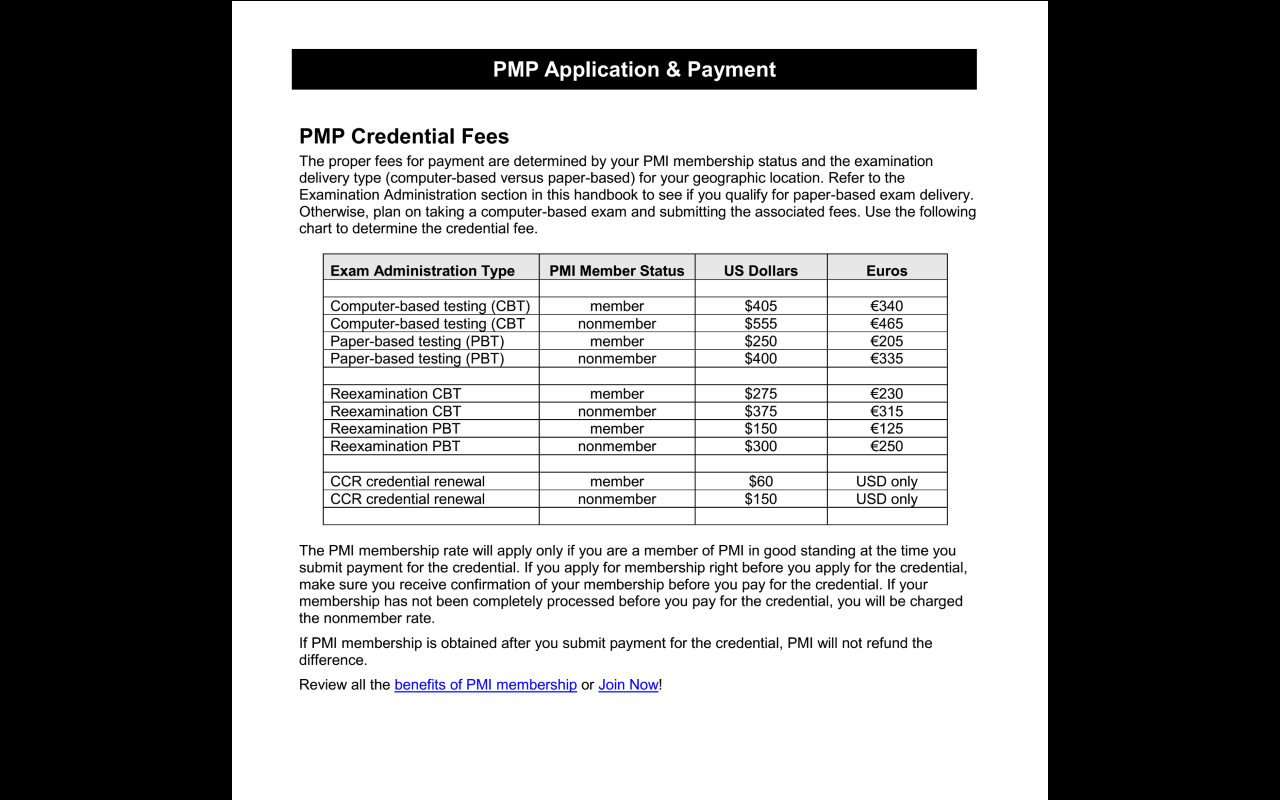 PMP Application & Payment
PMP Credential Fees
The proper fees for payment are determined by your PMI membership status and the examination
delivery type (computer-based versus paper-based) for your geographic location. Refer to the
Examination Administration section in this handbook to see if you qualify for paper-based exam delivery.
Otherwise, plan on taking a computer-based exam and submitting the associated fees. Use the following
chart to determine the credential fee.
Exam Administration Type PMI Member Status US Dollars Euros
Computer-based testing (CBT) member $405 €340
Computer-based testing (CBT nonmember $555 €465
Paper-based testing (PBT) member $250 €205
Paper-based testing (PBT) nonmember $400 €335
Reexamination CBT member $275 €230
Reexamination CBT nonmember $375 €315
Reexamination PBT member $150 €125
Reexamination PBT nonmember $300 €250
CCR credential renewal member $60 USD only
CCR credential renewal nonmember $150 USD only
The PMI membership rate will apply only if you are a member of PMI in good standing at the time you
submit payment for the credential. If you apply for membership right before you apply for the credential,
make sure you receive confirmation of your membership before you pay for the credential. If your
membership has not been completely processed before you pay for the credential, you will be charged
the nonmember rate.
If PMI membership is obtained after you submit payment for the credential, PMI will not refund the
difference.
Review all the benefits of PMI membership or Join Now!